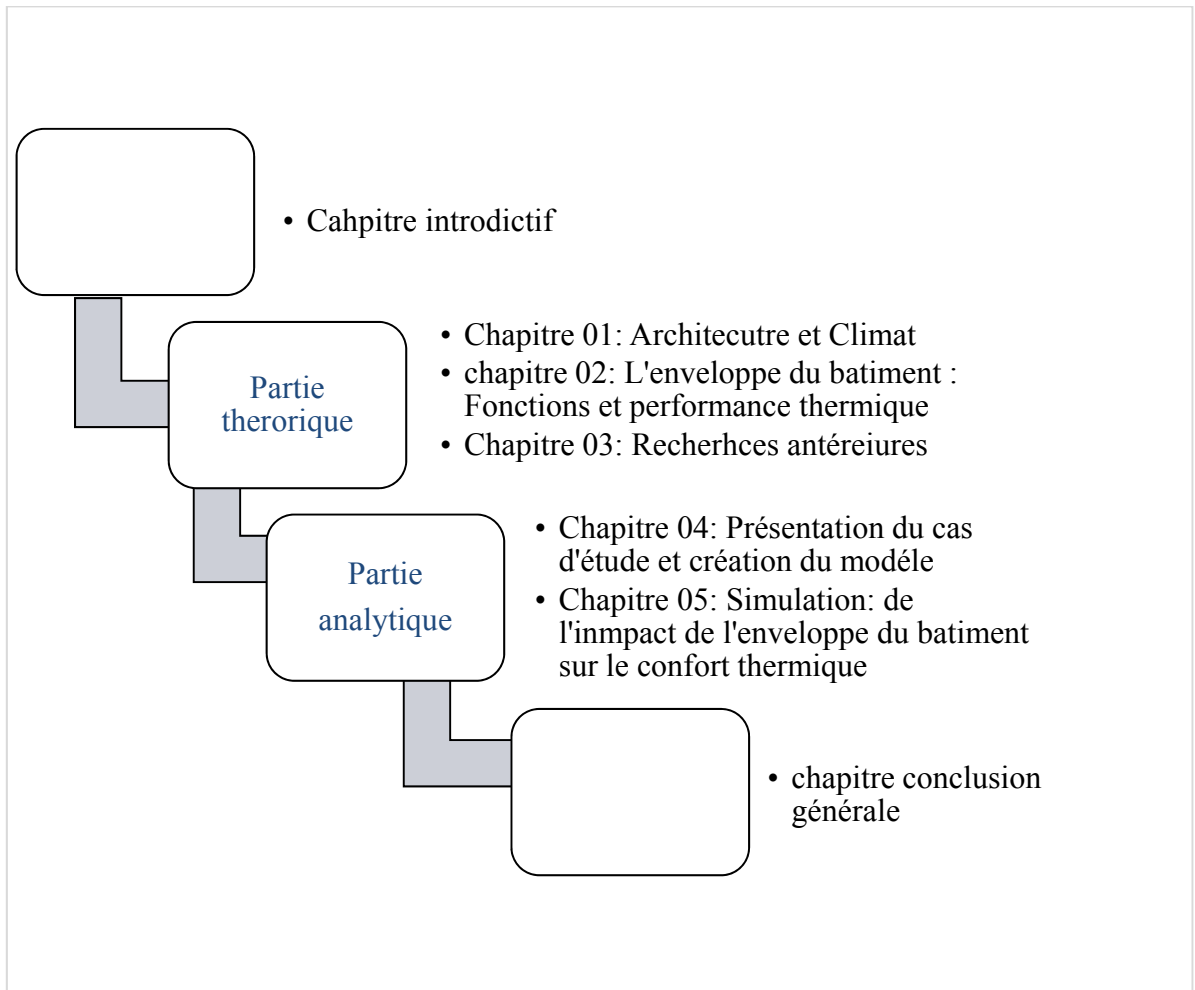 • Cahpitre introdictif
Partie
therorique
• Chapitre 01: Architecutre et Climat
• chapitre 02: L'enveloppe du batiment :
Fonctions et performance thermique
• Chapitre 03: Recherhces antéreiures
Partie
analytique
• Chapitre 04: Présentation du cas
d'étude et création du modéle
• Chapitre 05: Simulation: de
l'inmpact de l'enveloppe du batiment
sur le confort thermique
• chapitre conclusion
générale